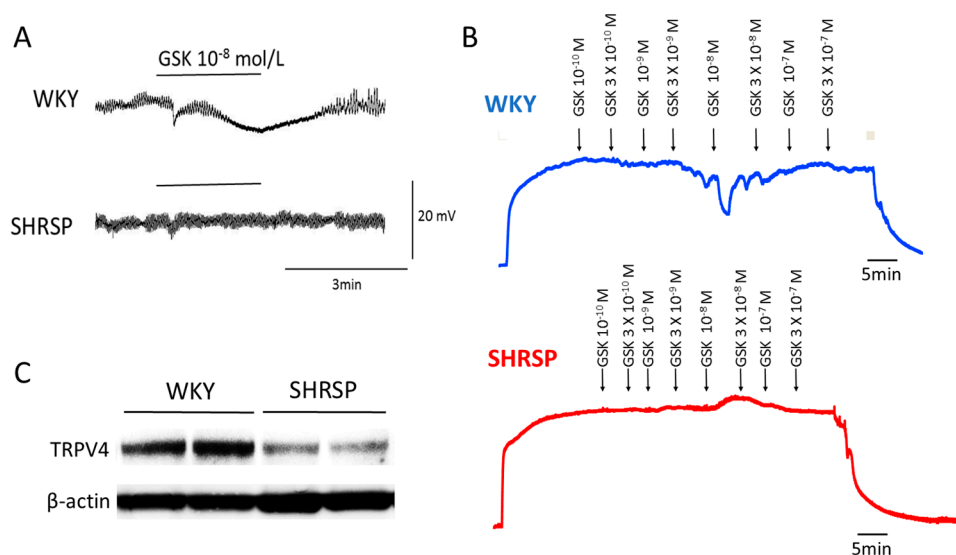 A
GSK 10⁻⁸ mol/L
WKY
SHRSP
20 mV
3min
B
WKY
GSK 10⁻¹⁰ M
GSK 3 X 10⁻¹⁰ M
GSK 10⁻⁹ M
GSK 3 X 10⁻⁹ M
GSK 10⁻⁸ M
GSK 3 X 10⁻⁸ M
GSK 10⁻⁷ M
GSK 3 X 10⁻⁷ M
5min
SHRSP
GSK 10⁻¹⁰ M
GSK 3 X 10⁻¹⁰ M
GSK 10⁻⁹ M
GSK 3 X 10⁻⁹ M
GSK 10⁻⁸ M
GSK 3 X 10⁻⁸ M
GSK 10⁻⁷ M
GSK 3 X 10⁻⁷ M
5min
C
WKY SHRSP
TRPV4
β-actin